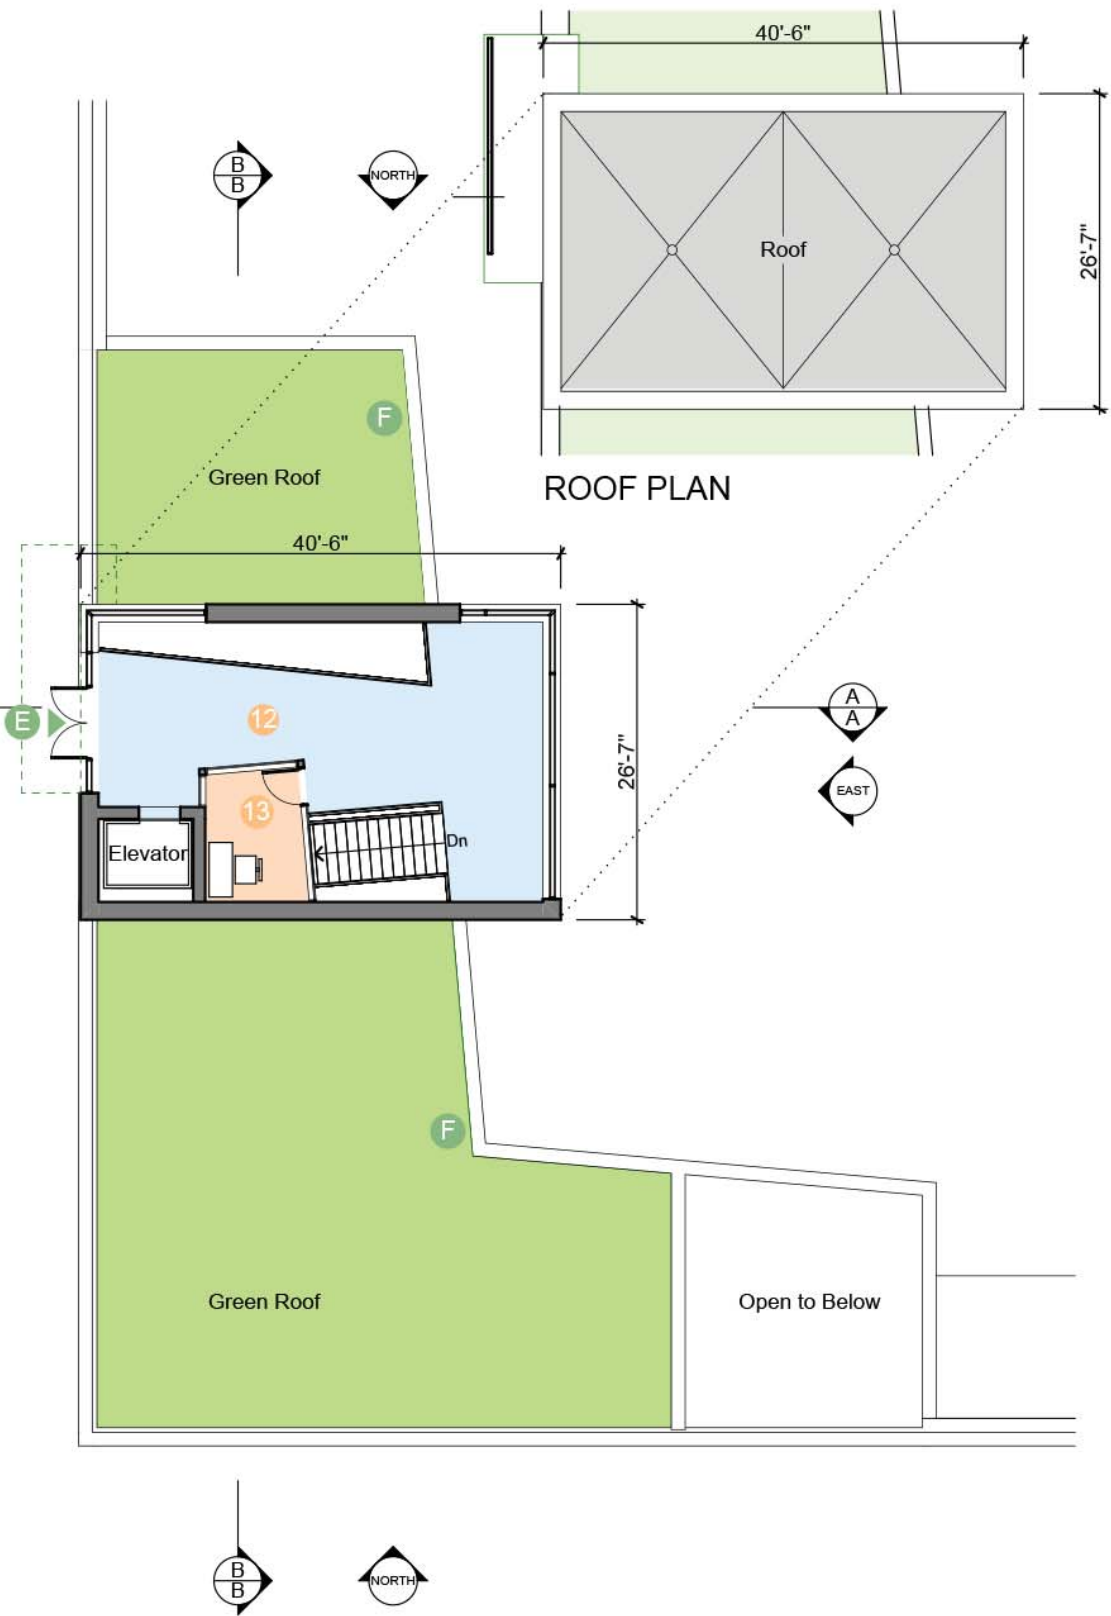 40'-6"
B
B
NORTH
Roof
26'-7"
F
Green Roof
ROOF PLAN
40'-6"
12
E
A
A
26'-7"
EAST
13
Elevator
Dn
F
Green Roof
Open to Below
B
B
NORTH